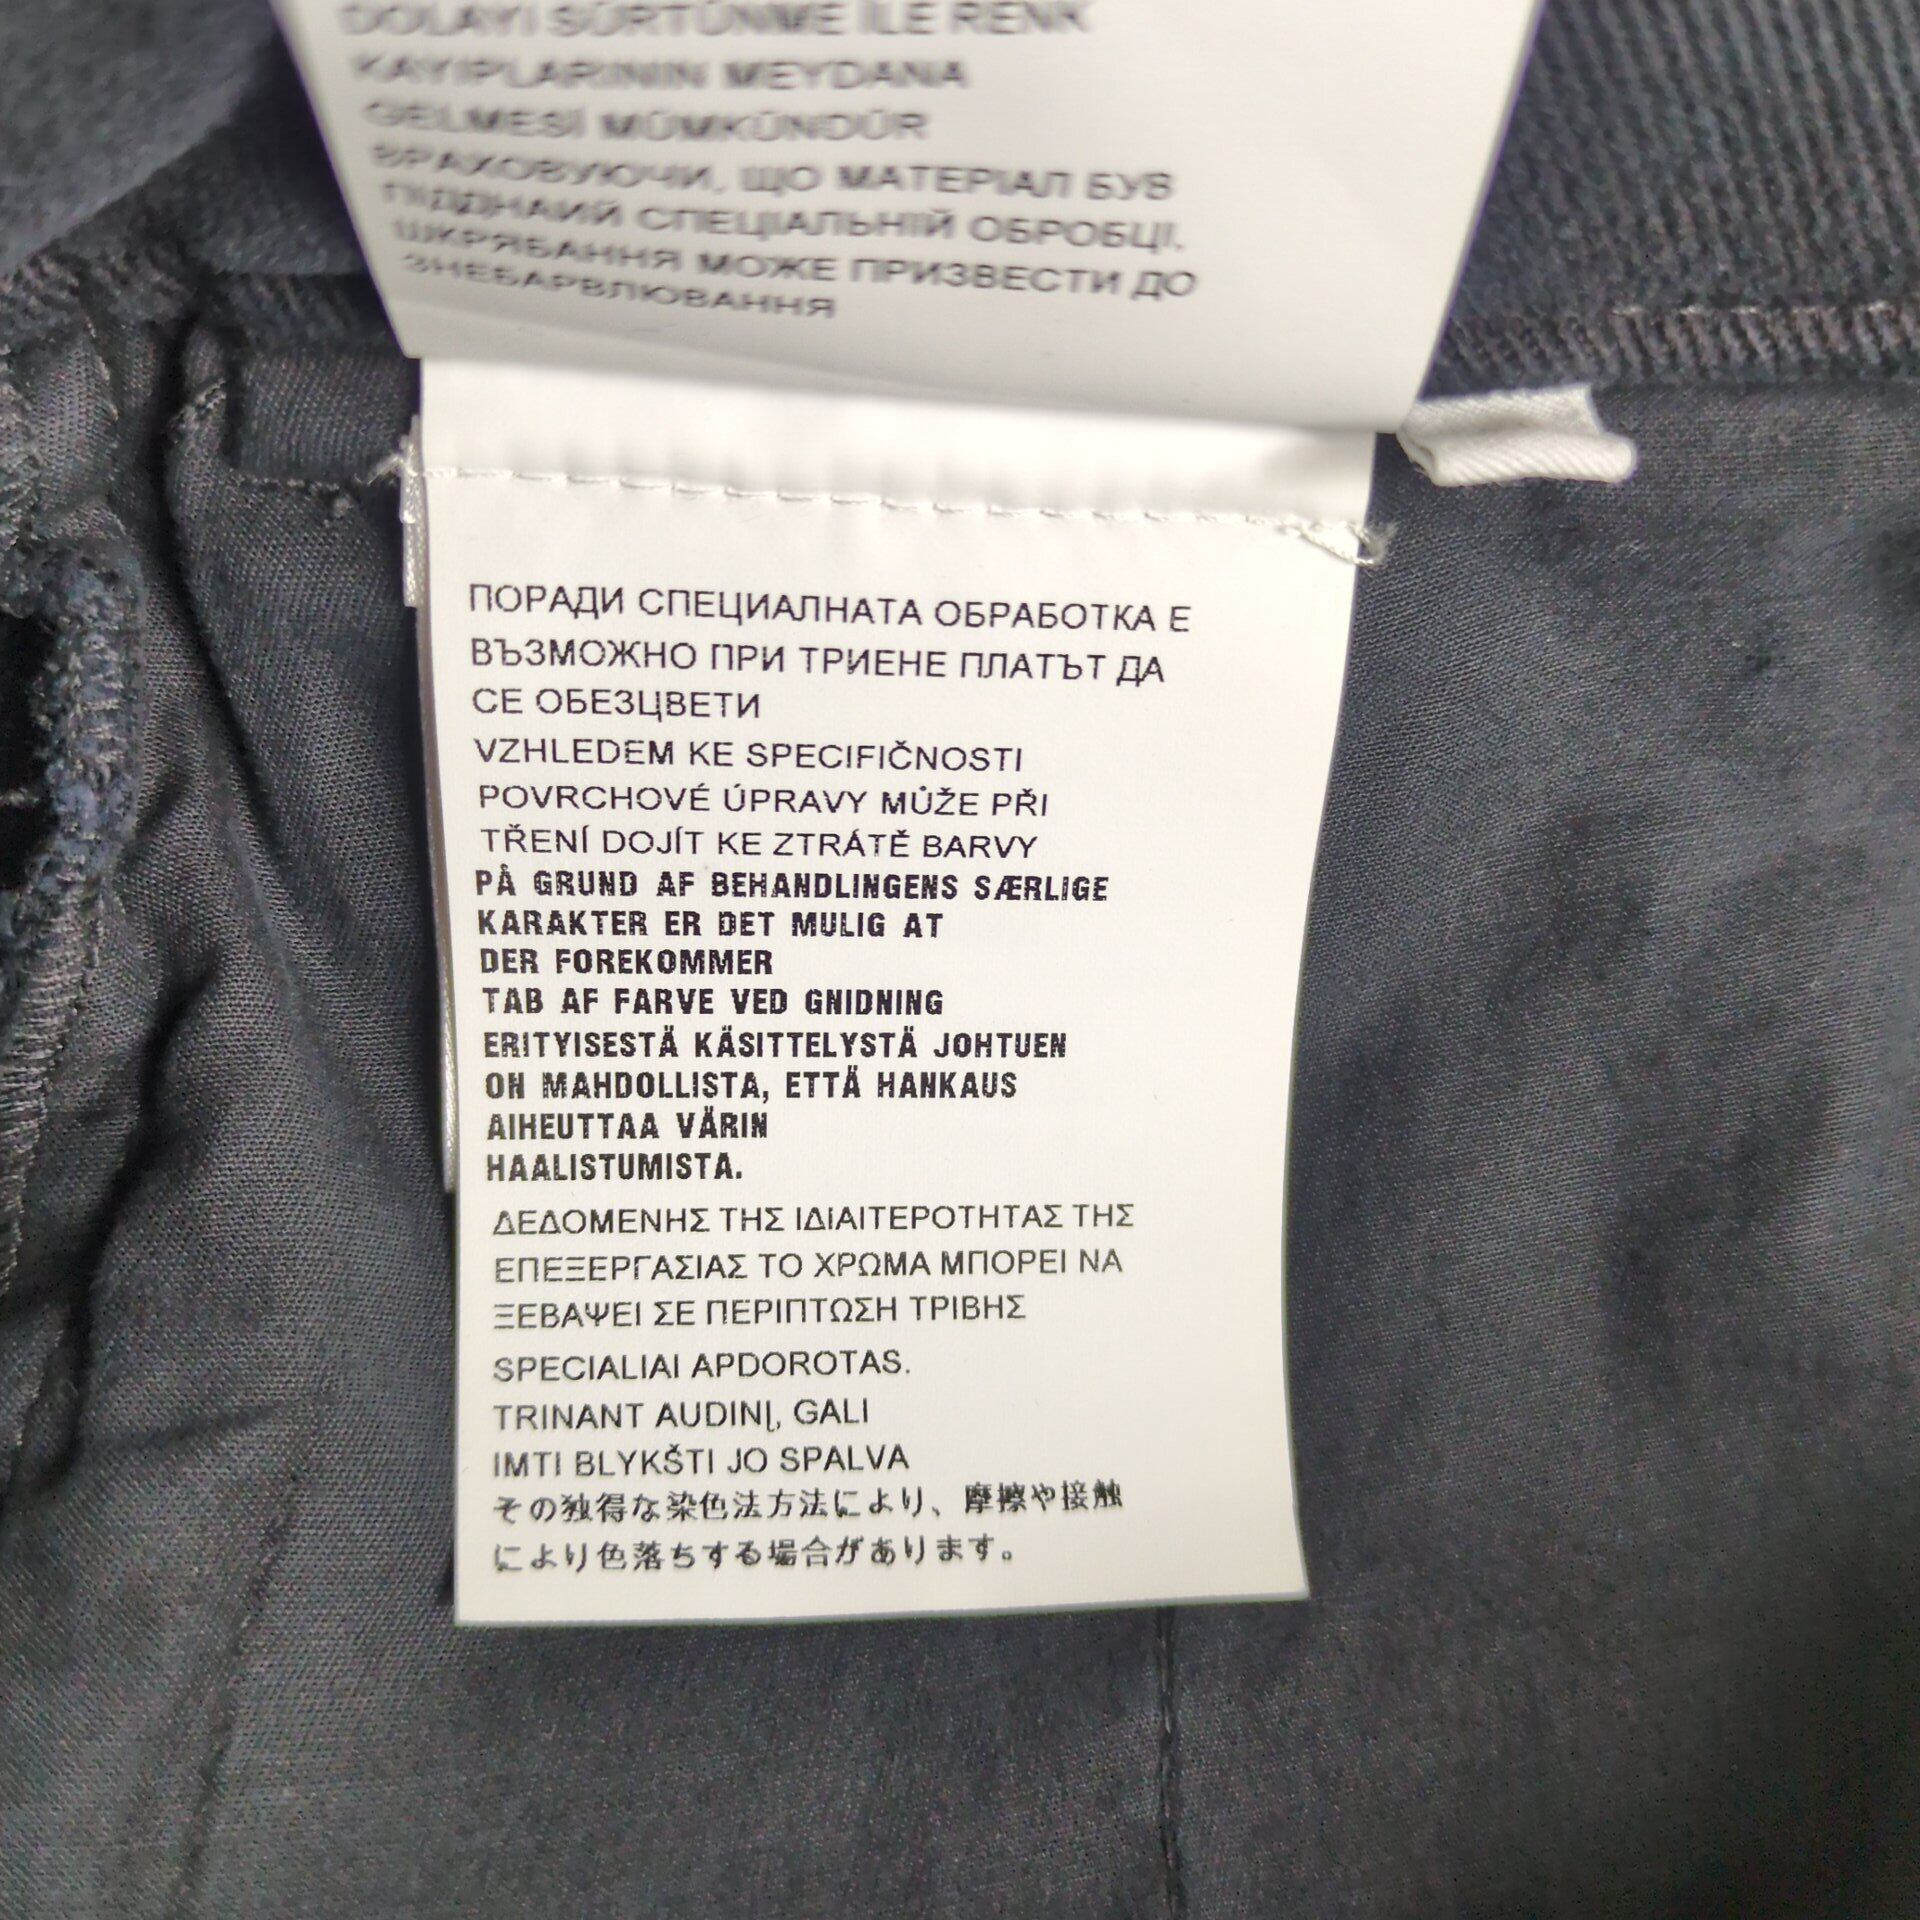 DOLAYI SÜRTÜNME İLE RENK
KAYIPLARININ MEYDANA
GELMESİ MÜMKÜNDÜR
ВРАХОВУЮЧИ, ЩО МАТЕРІАЛ БУВ
ПІДДНАИЙ СПЕЦІАЛЬНІЙ ОБРОБЦІ,
ШКРЯБАННЯ МОЖЕ ПРИЗВЕСТИ ДО
ЗНЕБАРВЛЮВАННЯ
ПОРАДИ СПЕЦИАЛНАТА ОБРАБОТКА Е
ВЪЗМОЖНО ПРИ ТРИЕНЕ ПЛАТЪТ ДА
СЕ ОБЕЗЦВЕТИ
VZHLEDEM KE SPECIFIČNOSTI
POVRCHOVÉ ÚPRAVY MŮŽE PŘI
TŘENÍ DOJÍT KE ZTRÁTĚ BARVY
PÅ GRUND AF BEHANDLINGENS SÆRLIGE
KARAKTER ER DET MULIG AT
DER FOREKOMMER
TAB AF FARVE VED GNIDNING
ERITYISESTÄ KÄSITTELYSTÄ JOHTUEN
ON MAHDOLLISTA, ETTÄ HANKAUS
AIHEUTTAA VÄRIN
HAALISTUMISTA.
ΔΕΔΟΜΕΝΗΣ ΤΗΣ ΙΔΙΑΙΤΕΡΟΤΗΤΑΣ ΤΗΣ
ΕΠΕΞΕΡΓΑΣΙΑΣ ΤΟ ΧΡΩΜΑ ΜΠΟΡΕΙ ΝΑ
ΞΕΒΑΨΕΙ ΣΕ ΠΕΡΙΠΤΩΣΗ ΤΡΙΒΗΣ
SPECIALIAI APDOROTAS.
TRINANT AUDINĮ, GALI
IMTI BLYKŠTI JO SPALVA
その独得な染色法方法により、摩擦や接触
により色落ちする場合があります。